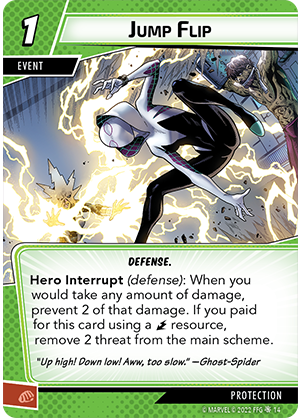 1
JUMP FLIP
EVENT
DEFENSE.
Hero Interrupt (defense): When you
would take any amount of damage,
prevent 2 of that damage. If you paid
for this card using a resource,
remove 2 threat from the main scheme.
"Up high! Down low! Aww, too slow." —Ghost-Spider
PROTECTION
© MARVEL © 2022 FFG 14